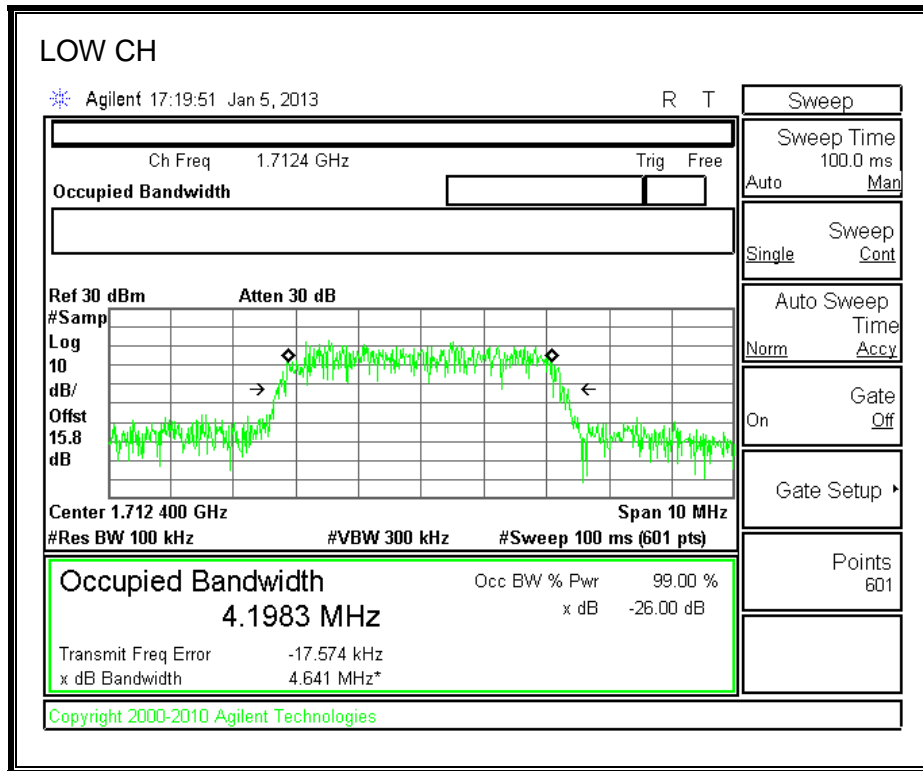 LOW CH
Agilent 17:19:51 Jan 5, 2013 R T
Sweep
Ch Freq 1.7124 GHz Trig Free
Occupied Bandwidth
Sweep Time
100.0 ms
Auto Man
Sweep
Single Cont
Ref 30 dBm Atten 30 dB
#Samp
Log
10
dB/
Offst
15.8
dB
Auto Sweep
Time
Norm Accy
Gate
On Off
Gate Setup
Center 1.712 400 GHz Span 10 MHz
#Res BW 100 kHz #VBW 300 kHz #Sweep 100 ms (601 pts)
Points
601
Occupied Bandwidth
4.1983 MHz
Occ BW % Pwr 99.00 %
x dB -26.00 dB
Transmit Freq Error -17.574 kHz
x dB Bandwidth 4.641 MHz*
Copyright 2000-2010 Agilent Technologies